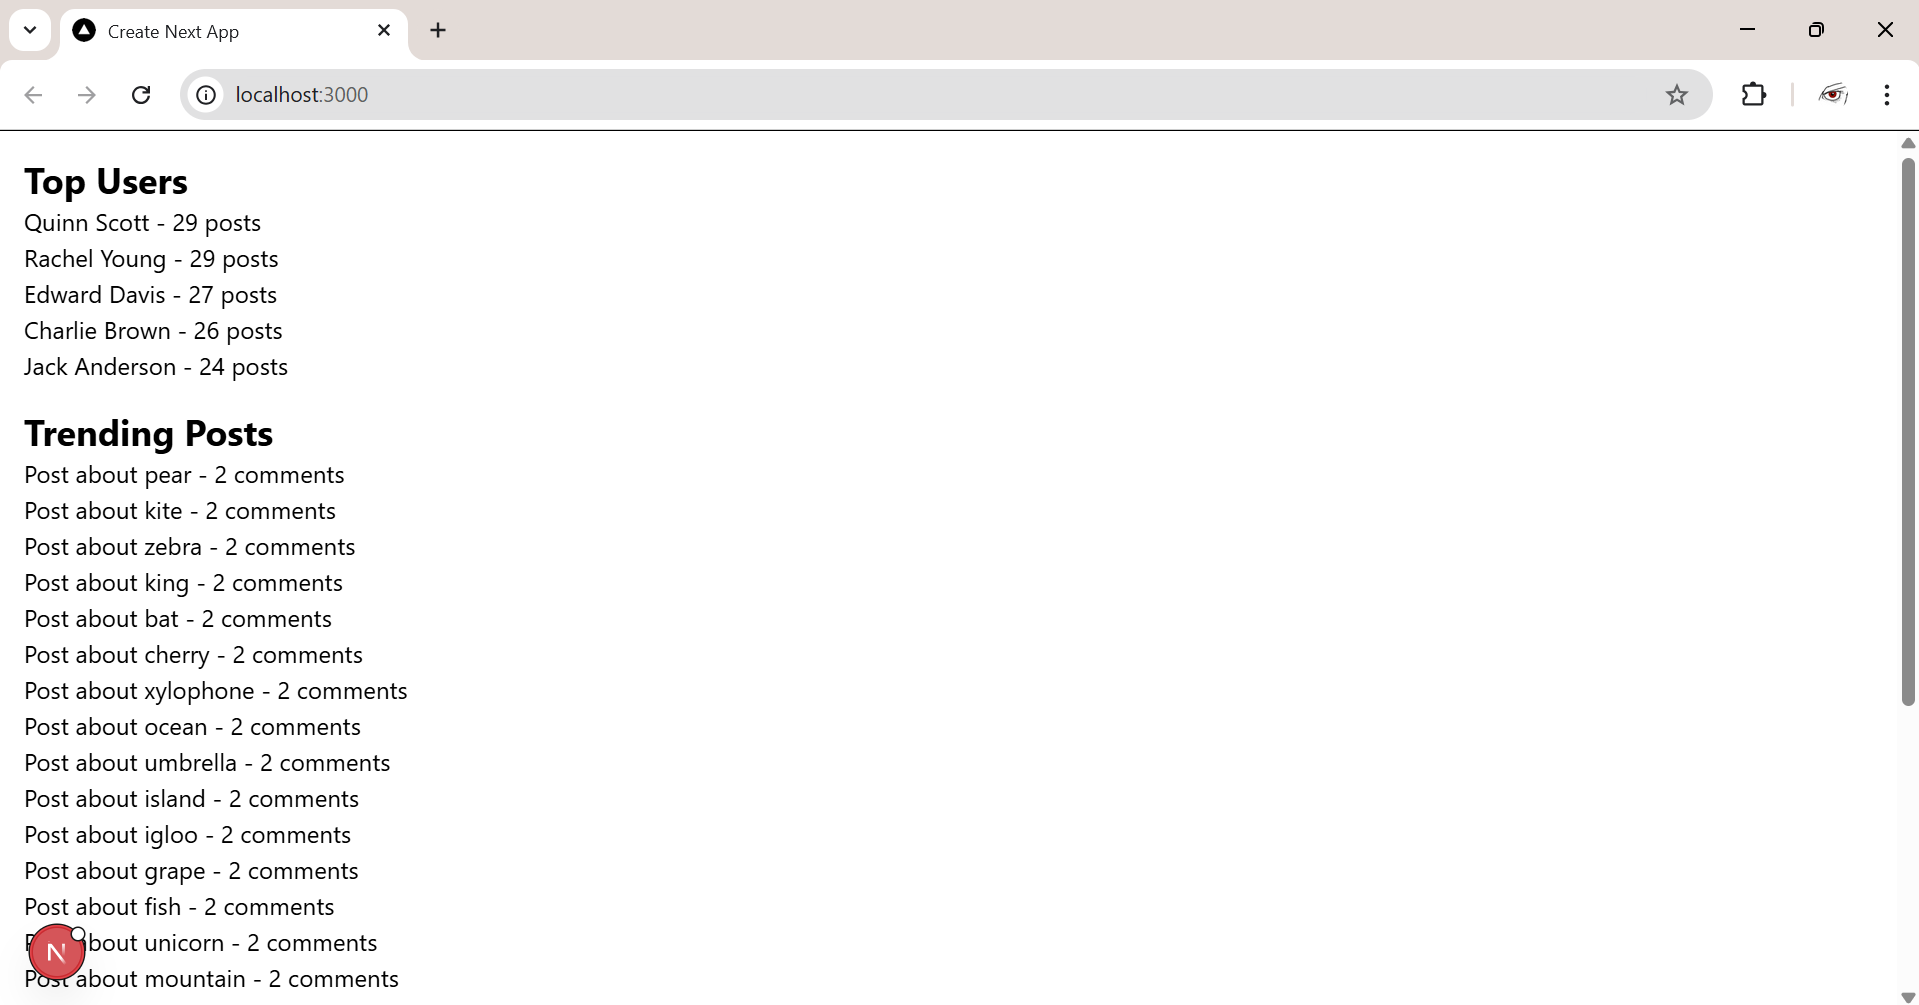 Create Next App
localhost:3000
Top Users
Quinn Scott - 29 posts
Rachel Young - 29 posts
Edward Davis - 27 posts
Charlie Brown - 26 posts
Jack Anderson - 24 posts
Trending Posts
Post about pear - 2 comments
Post about kite - 2 comments
Post about zebra - 2 comments
Post about king - 2 comments
Post about bat - 2 comments
Post about cherry - 2 comments
Post about xylophone - 2 comments
Post about ocean - 2 comments
Post about umbrella - 2 comments
Post about island - 2 comments
Post about igloo - 2 comments
Post about grape - 2 comments
Post about fish - 2 comments
about unicorn - 2 comments
N
Post about mountain - 2 comments